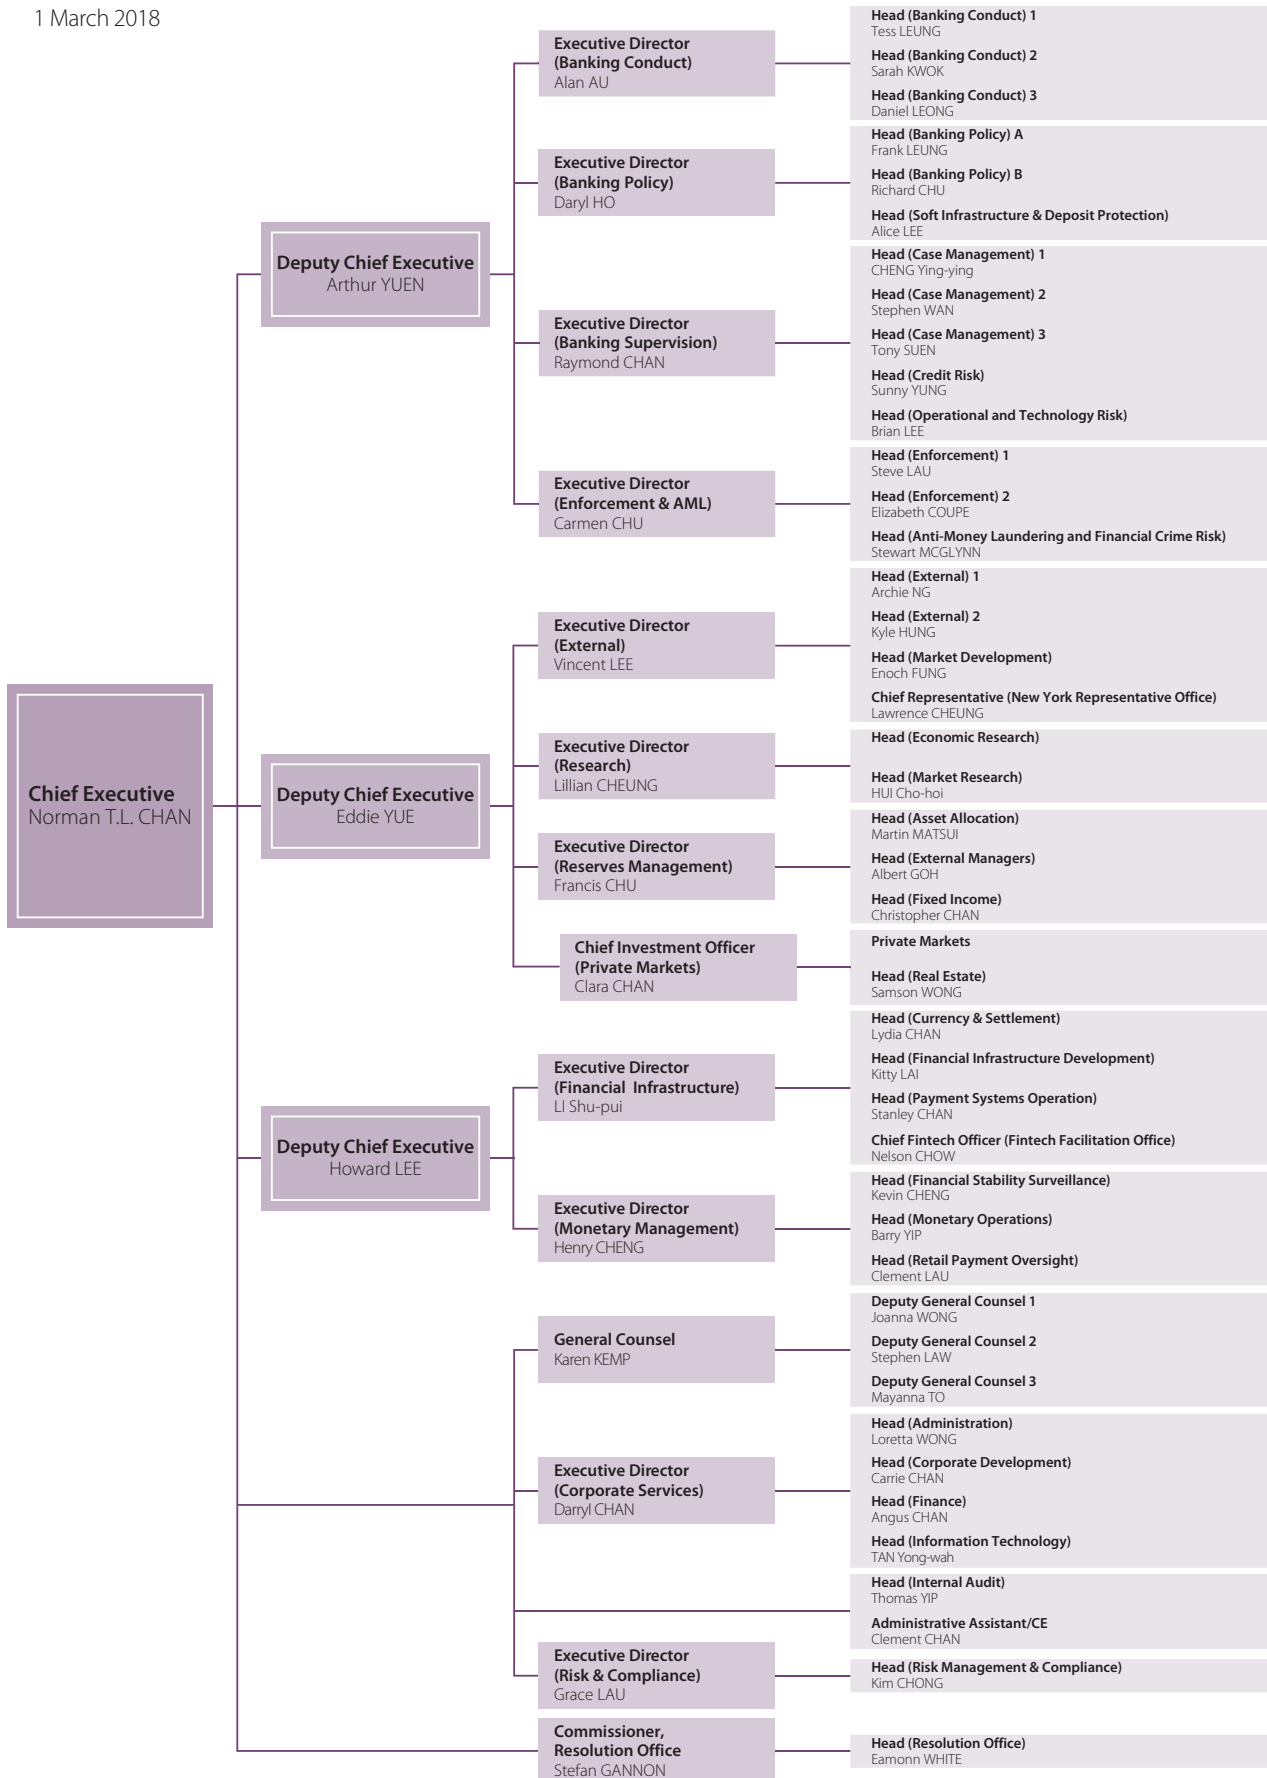 1 March 2018
Chief Executive
Norman T.L. CHAN
Deputy Chief Executive
Arthur YUEN
Executive Director
(Banking Conduct)
Alan AU
Head (Banking Conduct) 1
Tess LEUNG
Head (Banking Conduct) 2
Sarah KWOK
Head (Banking Conduct) 3
Daniel LEONG
Executive Director
(Banking Policy)
Daryl HO
Head (Banking Policy) A
Frank LEUNG
Head (Banking Policy) B
Richard CHU
Head (Soft Infrastructure & Deposit Protection)
Alice LEE
Executive Director
(Banking Supervision)
Raymond CHAN
Head (Case Management) 1
CHENG Ying-ying
Head (Case Management) 2
Stephen WAN
Head (Case Management) 3
Tony SUEN
Head (Credit Risk)
Sunny YUNG
Head (Operational and Technology Risk)
Brian LEE
Executive Director
(Enforcement & AML)
Carmen CHU
Head (Enforcement) 1
Steve LAU
Head (Enforcement) 2
Elizabeth COUPE
Head (Anti-Money Laundering and Financial Crime Risk)
Stewart MCGLYNN
Deputy Chief Executive
Eddie YUE
Executive Director
(External)
Vincent LEE
Head (External) 1
Archie NG
Head (External) 2
Kyle HUNG
Head (Market Development)
Enoch FUNG
Chief Representative (New York Representative Office)
Lawrence CHEUNG
Executive Director
(Research)
Lillian CHEUNG
Head (Economic Research)
Head (Market Research)
HUI Cho-hoi
Executive Director
(Reserves Management)
Francis CHU
Head (Asset Allocation)
Martin MATSUI
Head (External Managers)
Albert GOH
Head (Fixed Income)
Christopher CHAN
Chief Investment Officer
(Private Markets)
Clara CHAN
Private Markets
Head (Real Estate)
Samson WONG
Deputy Chief Executive
Howard LEE
Executive Director
(Financial Infrastructure)
LI Shu-pui
Head (Currency & Settlement)
Lydia CHAN
Head (Financial Infrastructure Development)
Kitty LAI
Head (Payment Systems Operation)
Stanley CHAN
Chief Fintech Officer (Fintech Facilitation Office)
Nelson CHOW
Executive Director
(Monetary Management)
Henry CHENG
Head (Financial Stability Surveillance)
Kevin CHENG
Head (Monetary Operations)
Barry YIP
Head (Retail Payment Oversight)
Clement LAU
General Counsel
Karen KEMP
Deputy General Counsel 1
Joanna WONG
Deputy General Counsel 2
Stephen LAW
Deputy General Counsel 3
Mayanna TO
Executive Director
(Corporate Services)
Darryl CHAN
Head (Administration)
Loretta WONG
Head (Corporate Development)
Carrie CHAN
Head (Finance)
Angus CHAN
Head (Information Technology)
TAN Yong-wah
Head (Internal Audit)
Thomas YIP
Administrative Assistant/CE
Clement CHAN
Executive Director
(Risk & Compliance)
Grace LAU
Head (Risk Management & Compliance)
Kim CHONG
Commissioner,
Resolution Office
Stefan GANNON
Head (Resolution Office)
Eamonn WHITE